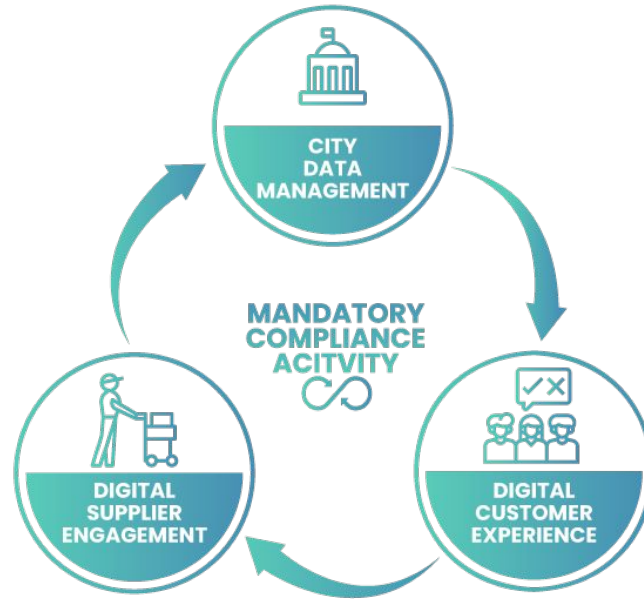 CITY
DATA
MANAGEMENT
MANDATORY
COMPLIANCE
ACITVITY
DIGITAL
SUPPLIER
ENGAGEMENT
DIGITAL
CUSTOMER
EXPERIENCE